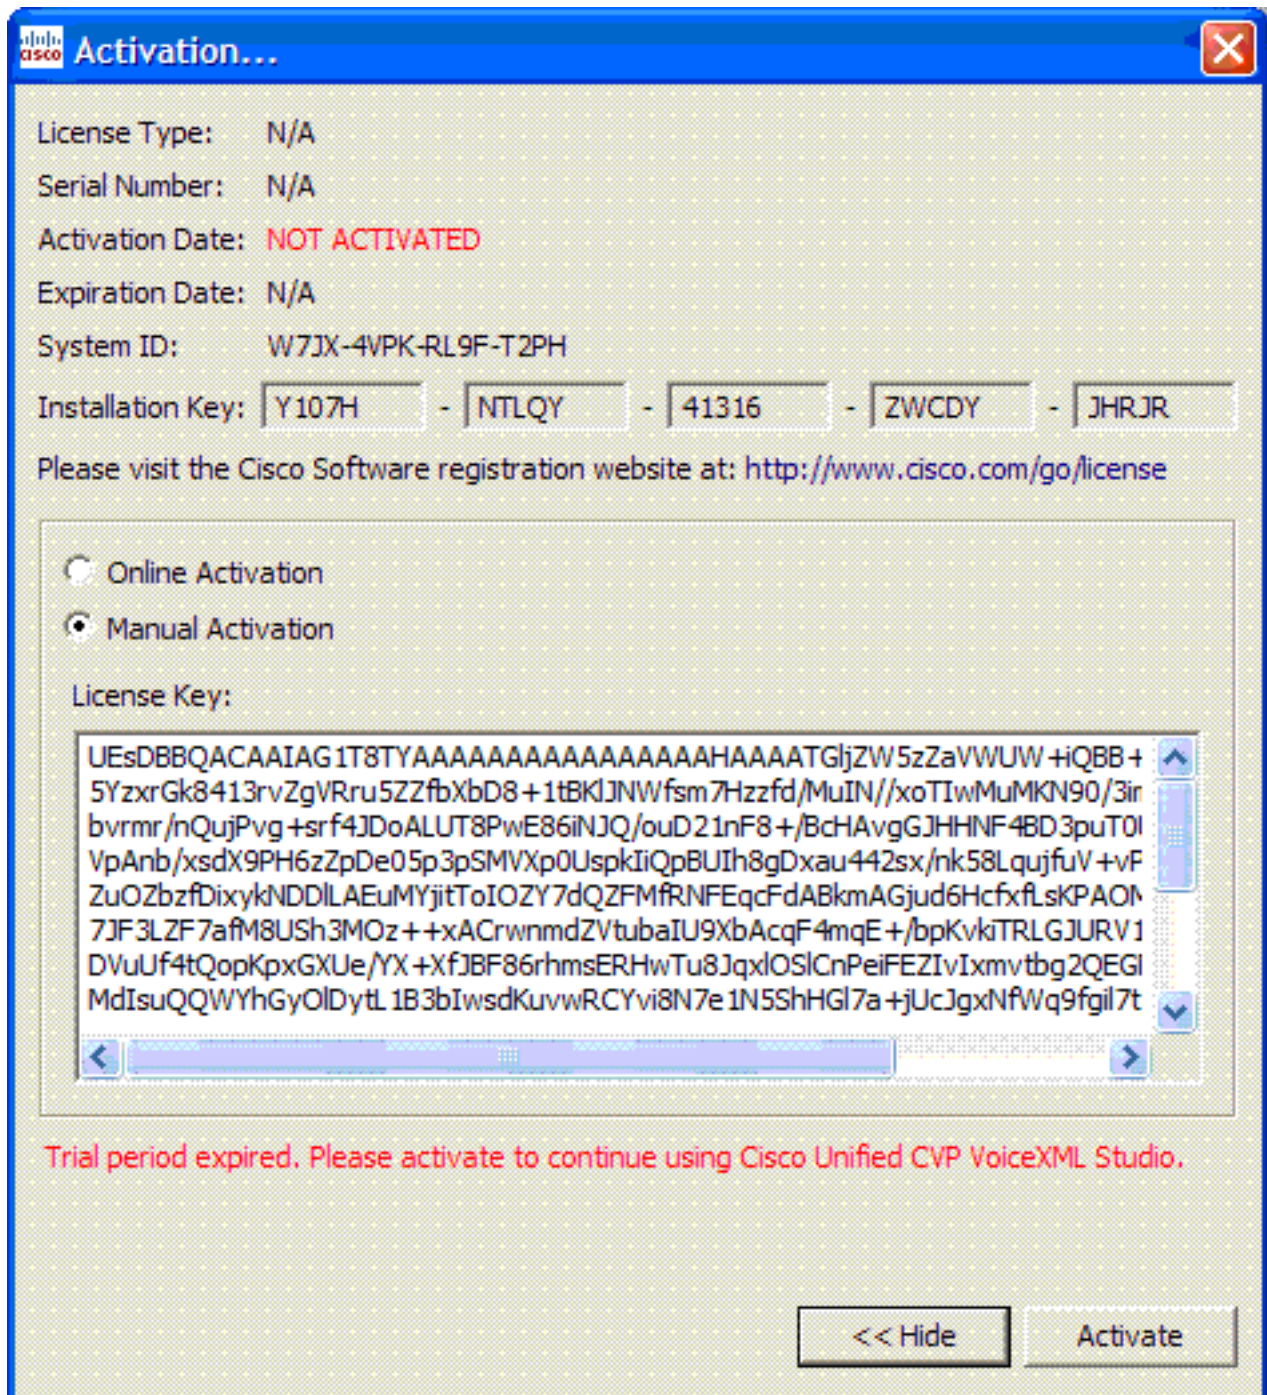 cisco Activation...
License Type: N/A
Serial Number: N/A
Activation Date: NOT ACTIVATED
Expiration Date: N/A
System ID: W7JX-4VPK-RL9F-T2PH
Installation Key: Y107H - NTLQY - 41316 - ZWCDY - JHRJR
Please visit the Cisco Software registration website at: http://www.cisco.com/go/license
Online Activation
Manual Activation
License Key:
UEsDBBQACAAIAG1T8TYAAAAAAAAAAAAAAAAAHAAAATGljZW5zZaVWUW+iQBB+
5YzxrGk8413rvZgVRru5ZZfbXbD8+1tBKlJNWfsm7Hzzfd/MuIN//xoTIwMuMKN90/3in
bvrmr/nQujPvg+srf4JDoALUT8PwE86iNJQ/ouD21nF8+/BcHAvgGJHHNF4BD3puT0
VpAnb/xsdX9PH6zZpDe05p3pSMVXp0UspkIiQpBUIh8gDxau442sx/nk58LqujfuV+vP
ZuOZbzfDixykNDDlLAEuMYjitToIOZY7dQZFMfRNFEqcFdABkmAGjud6HcfxfLsKPAO
7JF3LZF7afM8USh3MOz++xACrwnmdZVtubaIU9XbAcqF4mqE+/bpKvkiTRLGJURV1
DVuUf4tQopKpxGXUe/YX+XfJBF86rhmsERHwTu8JqxlOSlCnPeiFEZIvIxmvtbg2QEG
MdIsuQQWYhGyOlDytL1B3bIwsdKuvwRCYvi8N7e1N5ShHGl7a+jUcJgxNfWq9fgil7t
Trial period expired. Please activate to continue using Cisco Unified CVP VoiceXML Studio.
<< Hide
Activate